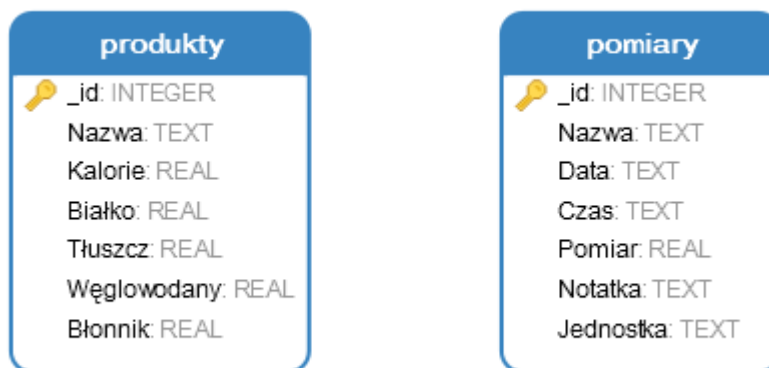 produkty
_id: INTEGER
Nazwa: TEXT
Kalorie: REAL
Białko: REAL
Tłuszcz: REAL
Węglowodany: REAL
Błonnik: REAL
pomiary
_id: INTEGER
Nazwa: TEXT
Data: TEXT
Czas: TEXT
Pomiar: REAL
Notatka: TEXT
Jednostka: TEXT